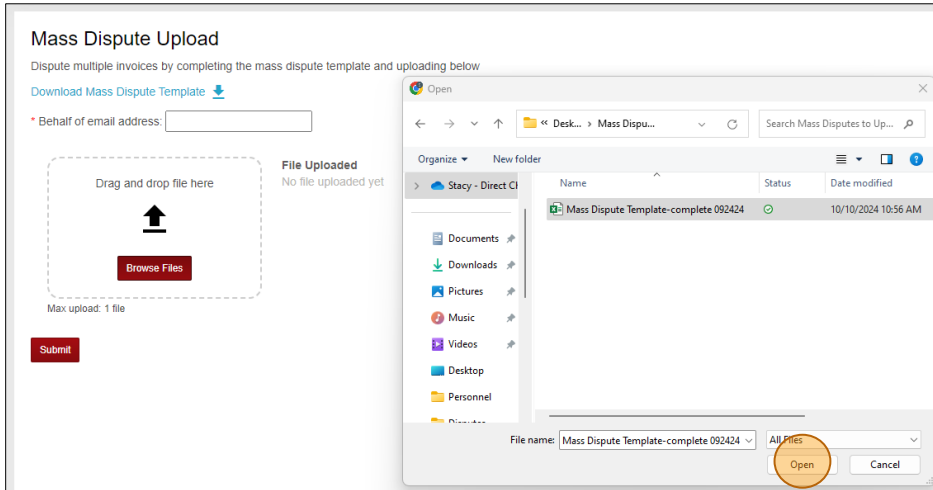 Mass Dispute Upload
Dispute multiple invoices by completing the mass dispute template and uploading below
Download Mass Dispute Template
* Behalf of email address:
Drag and drop file here
Browse Files
Max upload: 1 file
File Uploaded
No file uploaded yet
Submit
Open
« Desk... > Mass Dispu...
Search Mass Disputes to Up...
Organize
New folder
Stacy - Direct
Documents
Downloads
Pictures
Music
Videos
Desktop
Personnel
Name
Status
Date modified
Mass Dispute Template-complete 092424
10/10/2024 10:56 AM
File name:
Mass Dispute Template-complete 092424
All Files
Open
Cancel